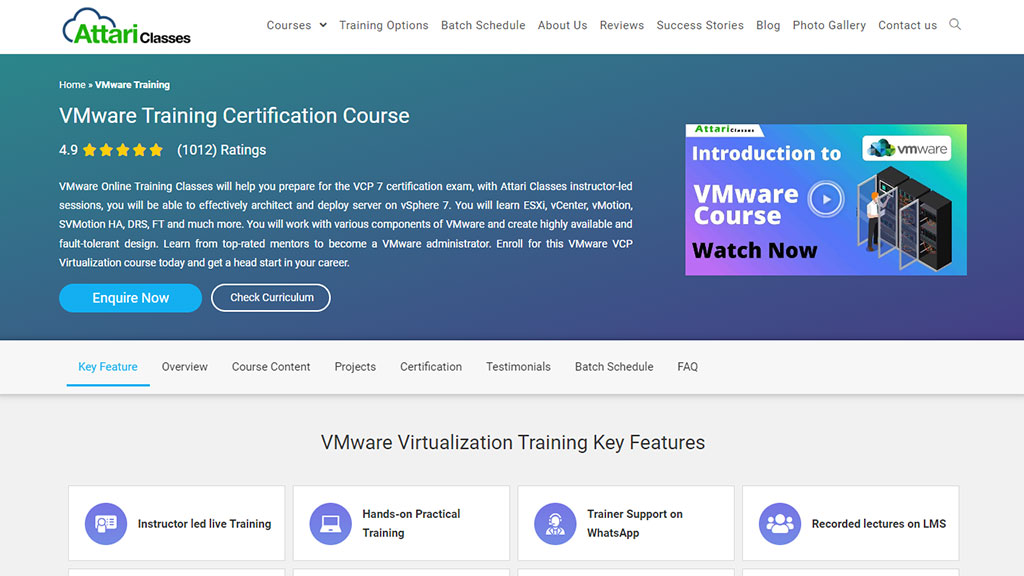 Attari Classes
Courses Training Options Batch Schedule About Us Reviews Success Stories Blog Photo Gallery Contact us
Home » VMware Training
VMware Training Certification Course
4.9 (1012) Ratings
VMware Online Training Classes will help you prepare for the VCP 7 certification exam, with Attari Classes instructor-led
sessions, you will be able to effectively architect and deploy server on vSphere 7. You will learn ESXi, vCenter, vMotion,
SVMotion HA, DRS, FT and much more. You will work with various components of VMware and create highly available and
fault-tolerant design. Learn from top-rated mentors to become a VMware administrator. Enroll for this VMware VCP
Virtualization course today and get a head start in your career.
Enquire Now
Check Curriculum
Attari Classes
Introduction to
vmware
VMware
Course
Watch Now
Key Feature Overview Course Content Projects Certification Testimonials Batch Schedule FAQ
VMware Virtualization Training Key Features
Instructor led live Training
Hands-on Practical
Training
Trainer Support on
WhatsApp
Recorded lectures on LMS